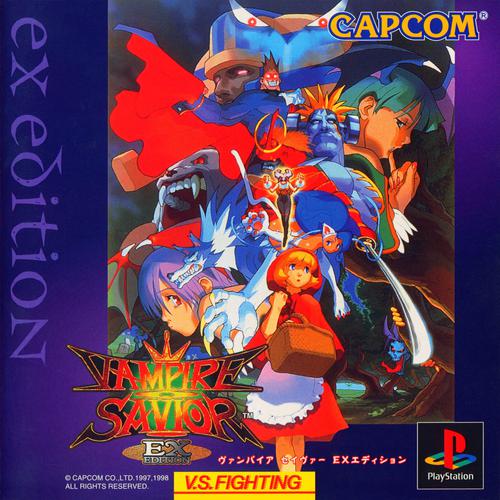 CAPCOM®
ex edition
VAMPIRE
SAVIOR™
EX
EDITION
ヴァンパイア セイヴァー EXエディション
© CAPCOM CO., LTD.1997,1998
ALL RIGHTS RESERVED.
V.S. FIGHTING
PlayStation